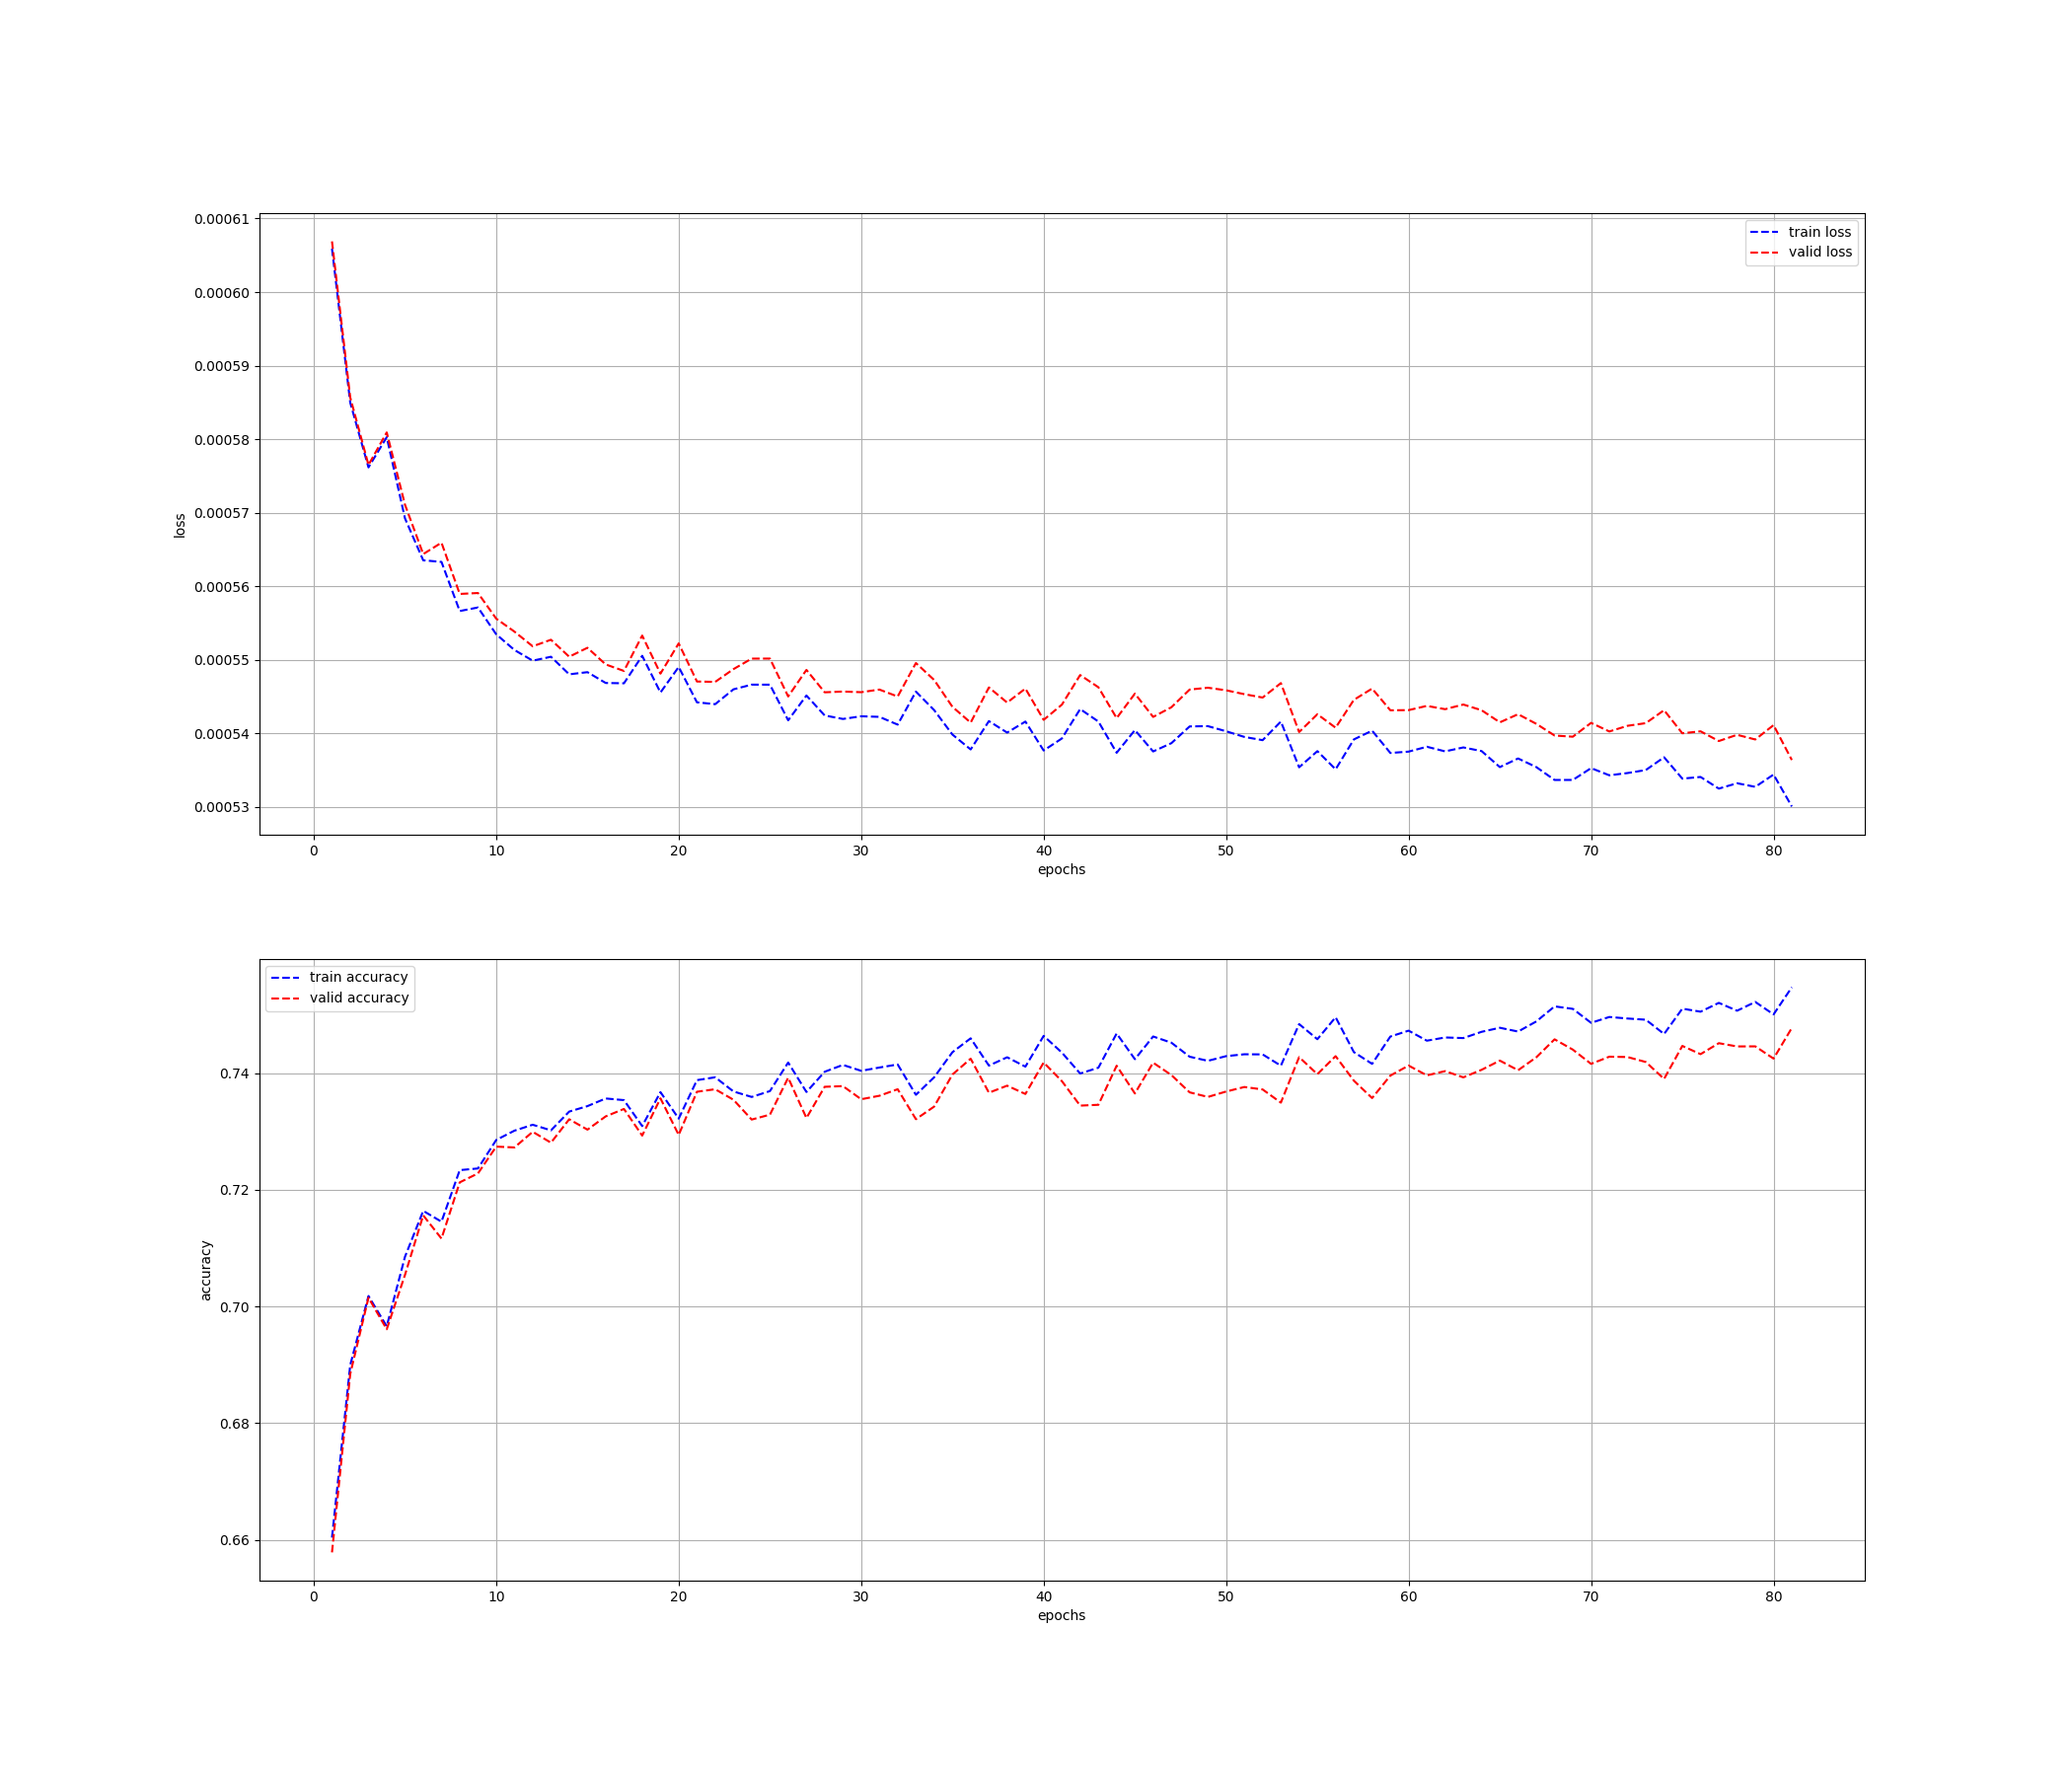 0.00061
0.00060
0.00059
0.00058
0.00057
0.00056
0.00055
0.00054
0.00053
loss
train loss
valid loss
0 10 20 30 40 50 60 70 80
epochs
train accuracy
valid accuracy
0.74
0.72
0.70
0.68
0.66
accuracy
0 10 20 30 40 50 60 70 80
epochs